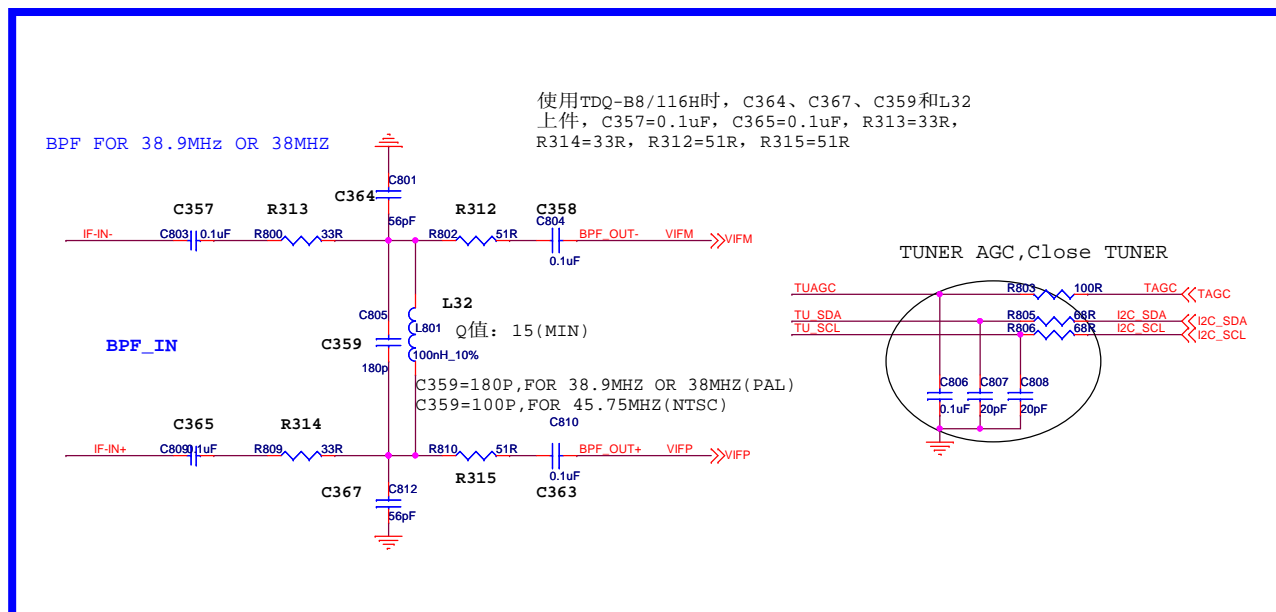 使用TDQ-B8/116H时，C364、C367、C359和L32
上件，C357=0.1uF，C365=0.1uF，R313=33R，
R314=33R，R312=51R，R315=51R
BPF FOR 38.9MHz OR 38MHZ
C801
C364
56pF
C357
R313
R312
C358
C804
IF-IN-
C803
0.1uF
R800
33R
R802
51R
0.1uF
BPF_OUT-
VIFM
VIFM
TUNER AGC,Close TUNER
TUAGC
R803
100R
TAGC
TAGC
TU_SDA
R805
68R
I2C_SDA
I2C_SDA
TU_SCL
R806
68R
I2C_SCL
I2C_SCL
L32
C805
L801
Q值：15(MIN)
BPF_IN
C359
100nH_10%
180p
C359=180P,FOR 38.9MHZ OR 38MHZ(PAL)
C359=100P,FOR 45.75MHZ(NTSC)
C806
0.1uF
C807
20pF
C808
20pF
C365
R314
C810
IF-IN+
C809
0.1uF
R809
33R
R810
51R
0.1uF
BPF_OUT+
VIFP
VIFP
R315
C363
C367
C812
56pF